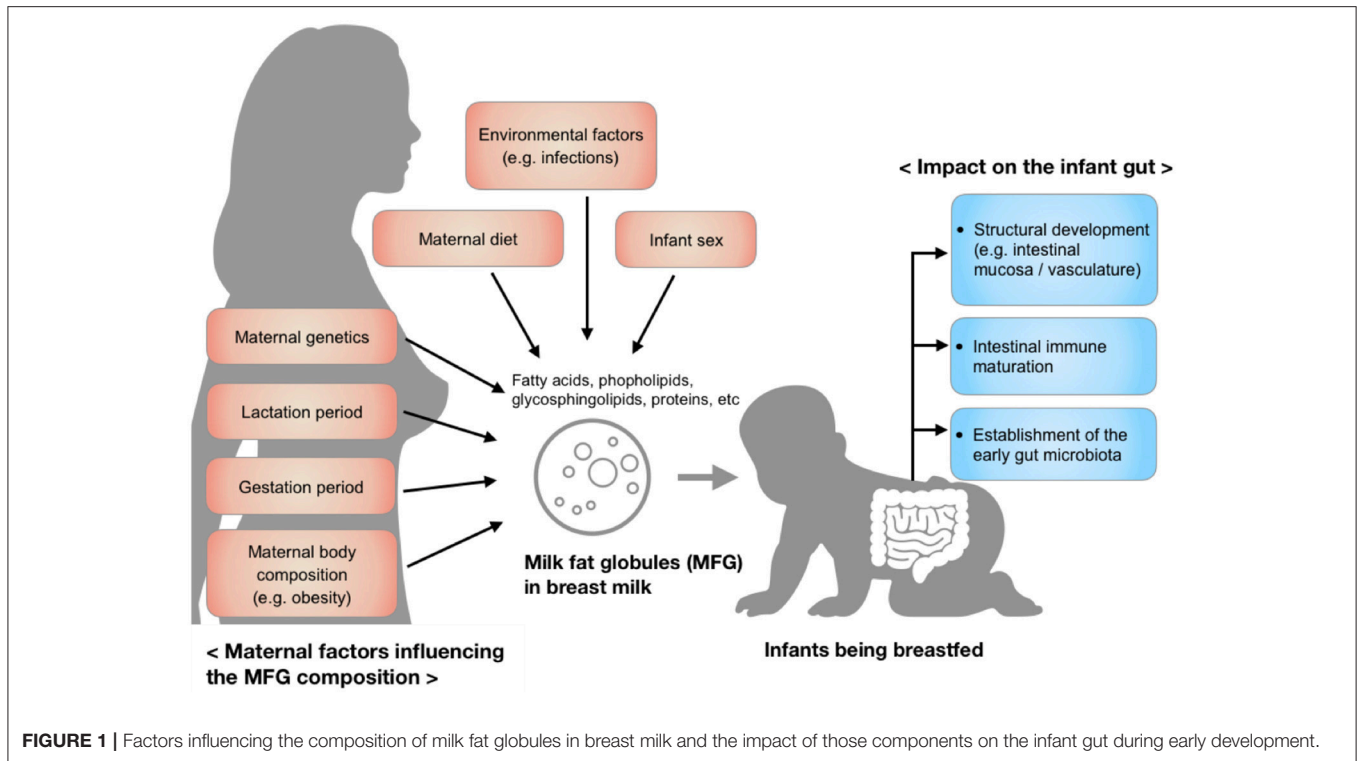 Environmental factors
(e.g. infections)
< Impact on the infant gut >
Maternal diet
Infant sex
• Structural development
(e.g. intestinal
mucosa / vasculature)
Maternal genetics
• Intestinal immune
maturation
Fatty acids, phopholipids,
glycosphingolipids, proteins, etc
Lactation period
• Establishment of the
early gut microbiota
Gestation period
Maternal body
composition
(e.g. obesity)
Milk fat globules (MFG)
in breast milk
< Maternal factors influencing
the MFG composition >
Infants being breastfed
FIGURE 1 | Factors influencing the composition of milk fat globules in breast milk and the impact of those components on the infant gut during early development.